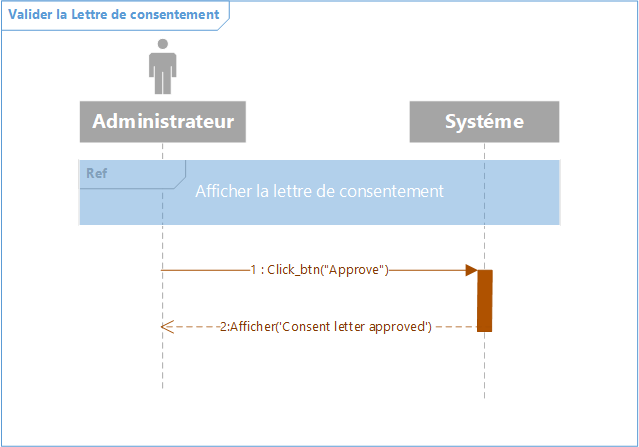 Valider la Lettre de consentement
Administrateur
Systéme
Ref
Afficher la lettre de consentement
1 : Click_btn("Approve")
2:Afficher('Consent letter approved')